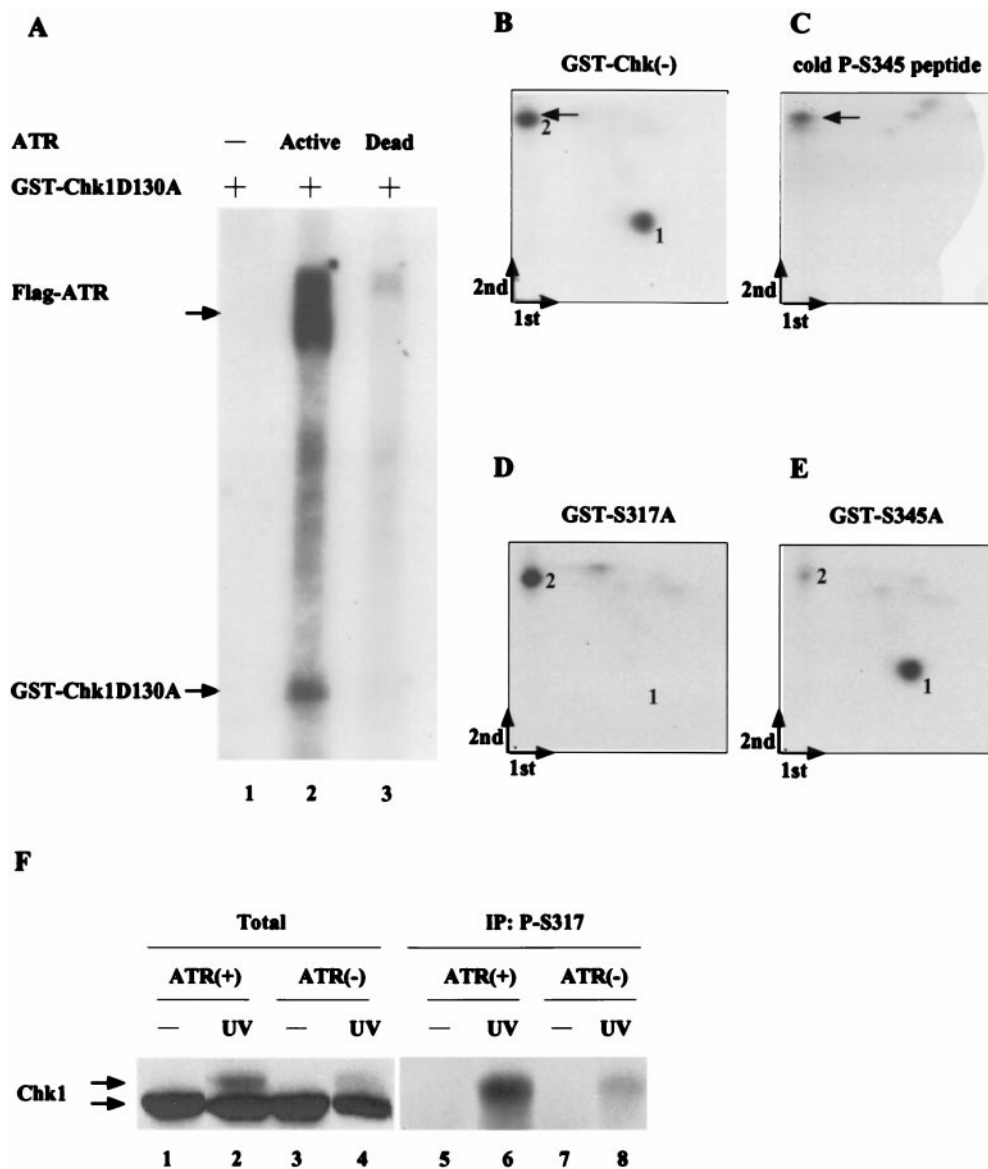 A
ATR — Active Dead
GST-Chk1D130A + + +
Flag-ATR
GST-Chk1D130A
1 2 3
B
GST-Chk(-)
2
1
2nd
1st
C
cold P-S345 peptide
2nd
1st
D
GST-S317A
2
1
2nd
1st
E
GST-S345A
2
1
2nd
1st
F
Total IP: P-S317
ATR(+) ATR(-) ATR(+) ATR(-)
— UV — UV — UV — UV
Chk1
1 2 3 4 5 6 7 8